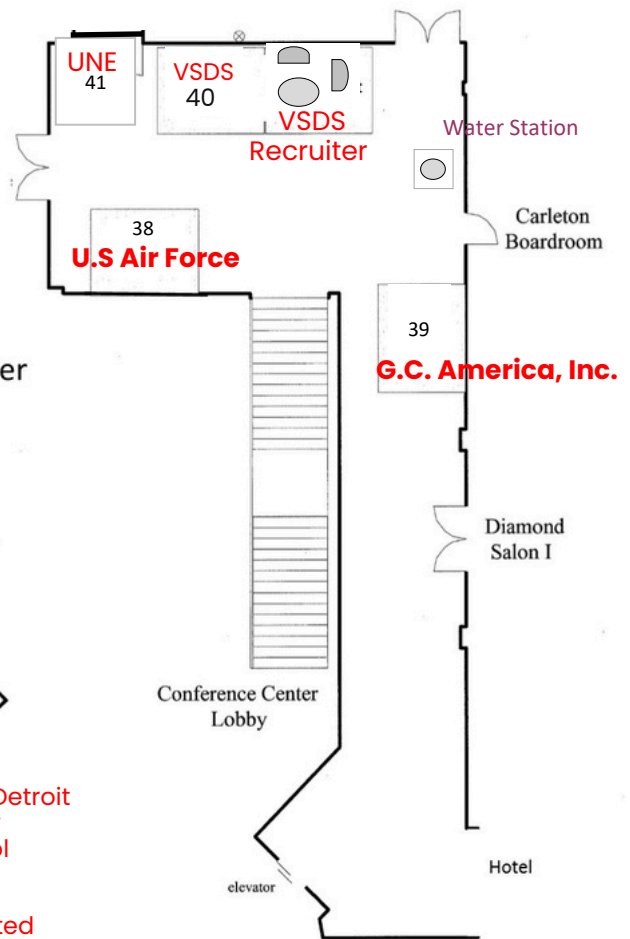 UNE
41
VSDS
40
VSDS
Recruiter
Water Station
38
U.S Air Force
Carleton
Boardroom
39
G.C. America, Inc.
er
Diamond
Salon I
Conference Center
Lobby
Detroit
ol
elevator
Hotel
ted